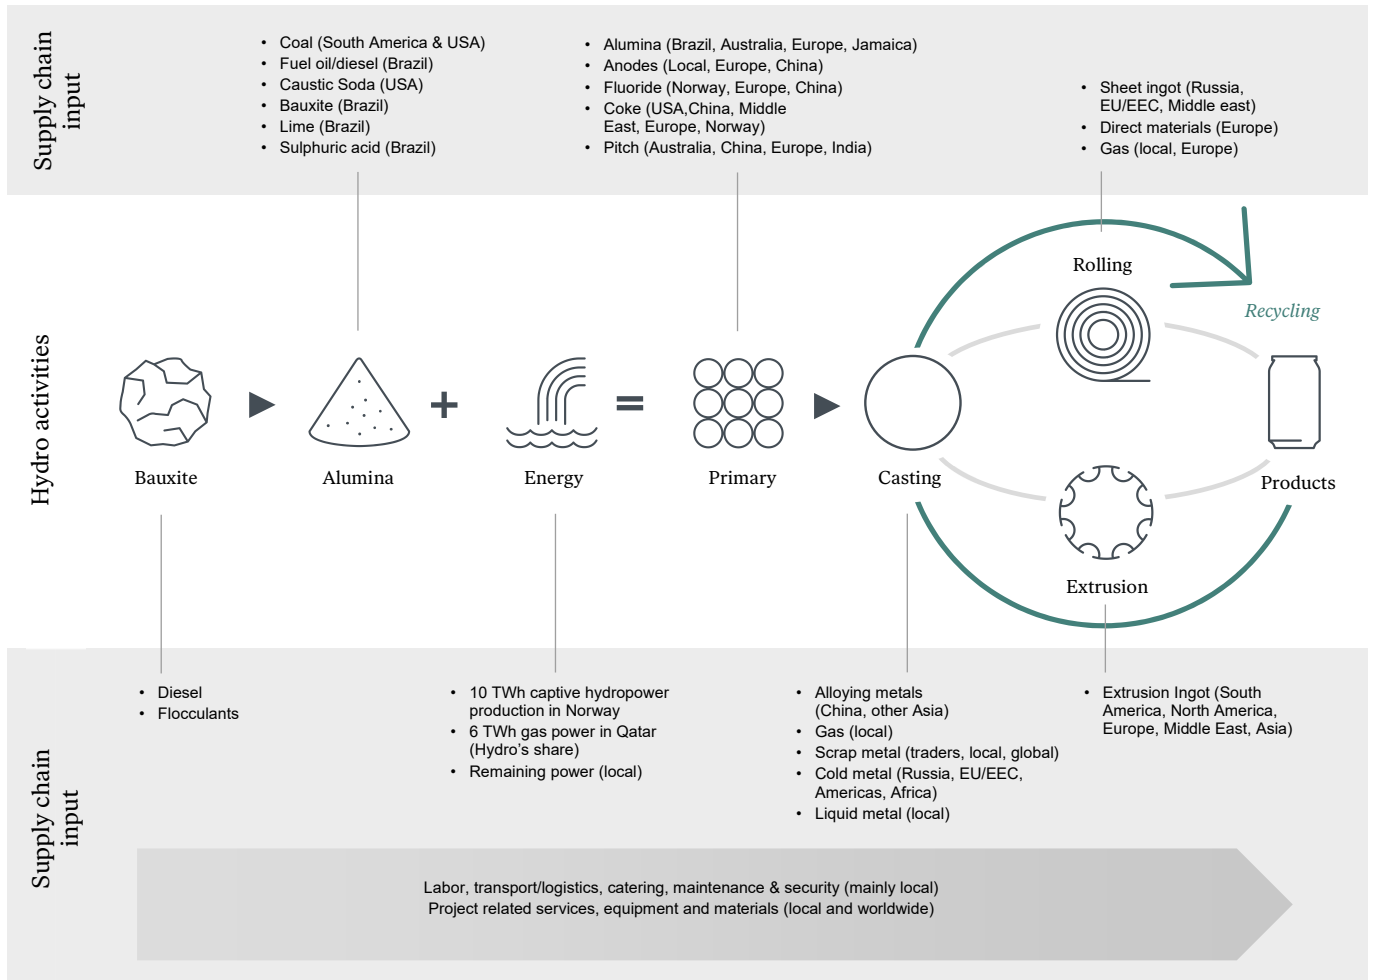 Supply chain
input
• Coal (South America & USA)
• Fuel oil/diesel (Brazil)
• Caustic Soda (USA)
• Bauxite (Brazil)
• Lime (Brazil)
• Sulphuric acid (Brazil)
• Alumina (Brazil, Australia, Europe, Jamaica)
• Anodes (Local, Europe, China)
• Fluoride (Norway, Europe, China)
• Coke (USA,China, Middle
East, Europe, Norway)
• Pitch (Australia, China, Europe, India)
• Sheet ingot (Russia,
EU/EEC, Middle east)
• Direct materials (Europe)
• Gas (local, Europe)
Hydro activities
Bauxite
Alumina
+
Energy
=
Primary
Casting
Rolling
Recycling
Extrusion
Products
Supply chain
input
• Diesel
• Flocculants
• 10 TWh captive hydropower
production in Norway
• 6 TWh gas power in Qatar
(Hydro's share)
• Remaining power (local)
• Alloying metals
(China, other Asia)
• Gas (local)
• Scrap metal (traders, local, global)
• Cold metal (Russia, EU/EEC,
Americas, Africa)
• Liquid metal (local)
• Extrusion Ingot (South
America, North America,
Europe, Middle East, Asia)
Labor, transport/logistics, catering, maintenance & security (mainly local)
Project related services, equipment and materials (local and worldwide)